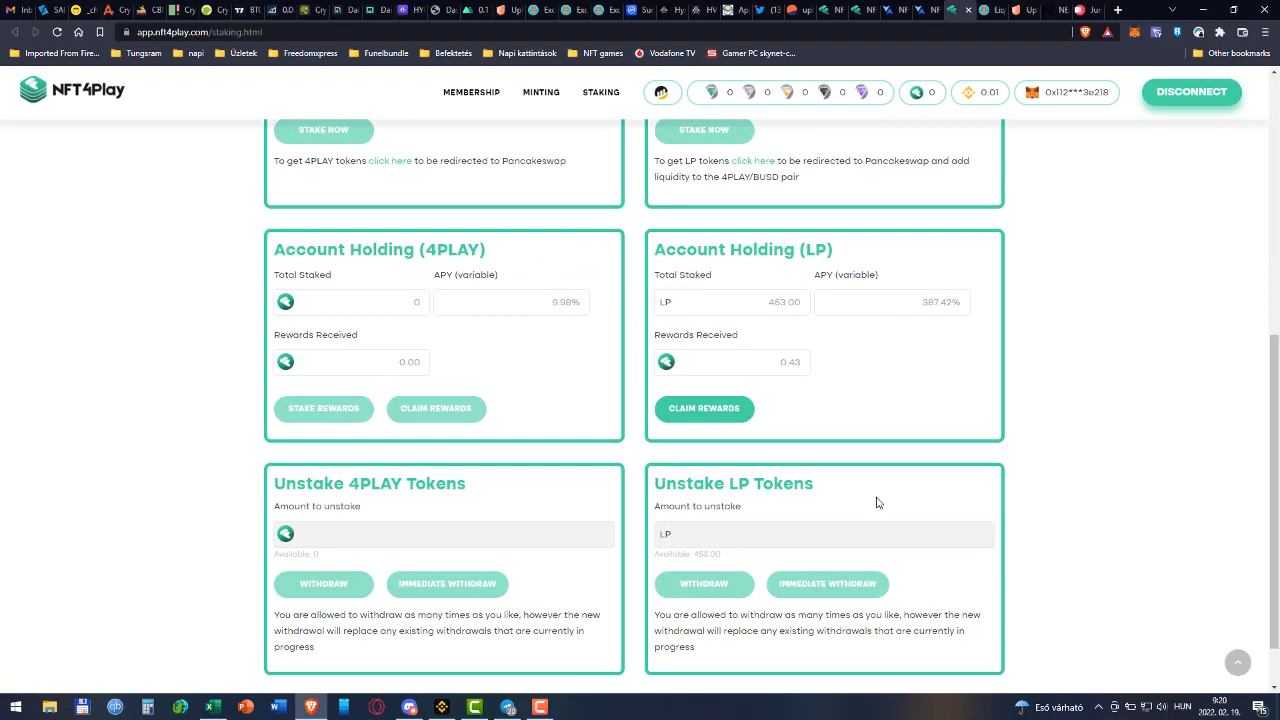 app.nft4play.com/staking.html
Imported From Fire... Tungsram napi Üzletek Freedomxpress Funebundle Befektetés Napi kattintások NFT games Vodafone TV Gamer PC skynet-c... Other bookmarks
NFT4Play MEMBERSHIP MINTING STAKING 0 0 0 0 0 0 0.01 0x112***3e218 DISCONNECT
STAKE NOW
To get 4PLAY tokens click here to be redirected to Pancakeswap
STAKE NOW
To get LP tokens click here to be redirected to Pancakeswap and add
liquidity to the 4PLAY/BUSD pair
Account Holding (4PLAY)
Total Staked APY (variable)
0 9.98%
Rewards Received
0.00
STAKE REWARDS CLAIM REWARDS
Account Holding (LP)
Total Staked APY (variable)
LP 453.00 387.42%
Rewards Received
0.43
CLAIM REWARDS
Unstake 4PLAY Tokens
Amount to unstake
Available: 0
WITHDRAW IMMEDIATE WITHDRAW
You are allowed to withdraw as many times as you like, however the new
withdrawal will replace any existing withdrawals that are currently in
progress
Unstake LP Tokens
Amount to unstake
LP
Available: 453.00
WITHDRAW IMMEDIATE WITHDRAW
You are allowed to withdraw as many times as you like, however the new
withdrawal will replace any existing withdrawals that are currently in
progress
Eső várható HUN 9:20
2022. 02. 19.